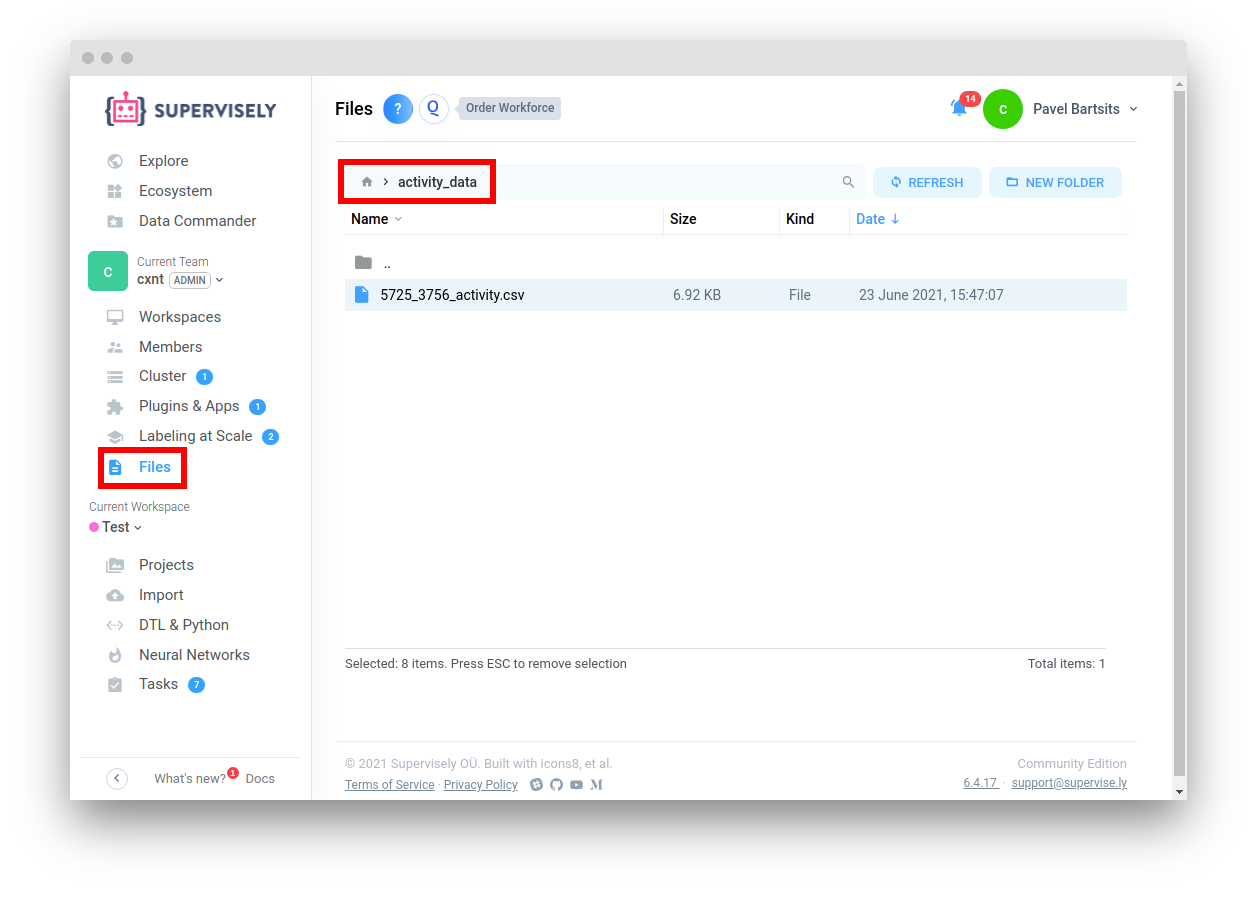 SUPERVISELY
Explore
Ecosystem
Data Commander
C
Current Team
cxnt ADMIN
Workspaces
Members
Cluster 1
Plugins & Apps 1
Labeling at Scale 2
Files
Current Workspace
Test
Projects
Import
DTL & Python
Neural Networks
Tasks 7
What's new? 1 Docs
Files ? Q Order Workforce
14 C Pavel Bartsits
activity_data
REFRESH NEW FOLDER
Name Size Kind Date
..
5725_3756_activity.csv 6.92 KB File 23 June 2021, 15:47:07
Selected: 8 items. Press ESC to remove selection Total items: 1
© 2021 Supervisely OÜ. Built with icons8, et al. Community Edition
Terms of Service · Privacy Policy M 6.4.17 · support@supervise.ly